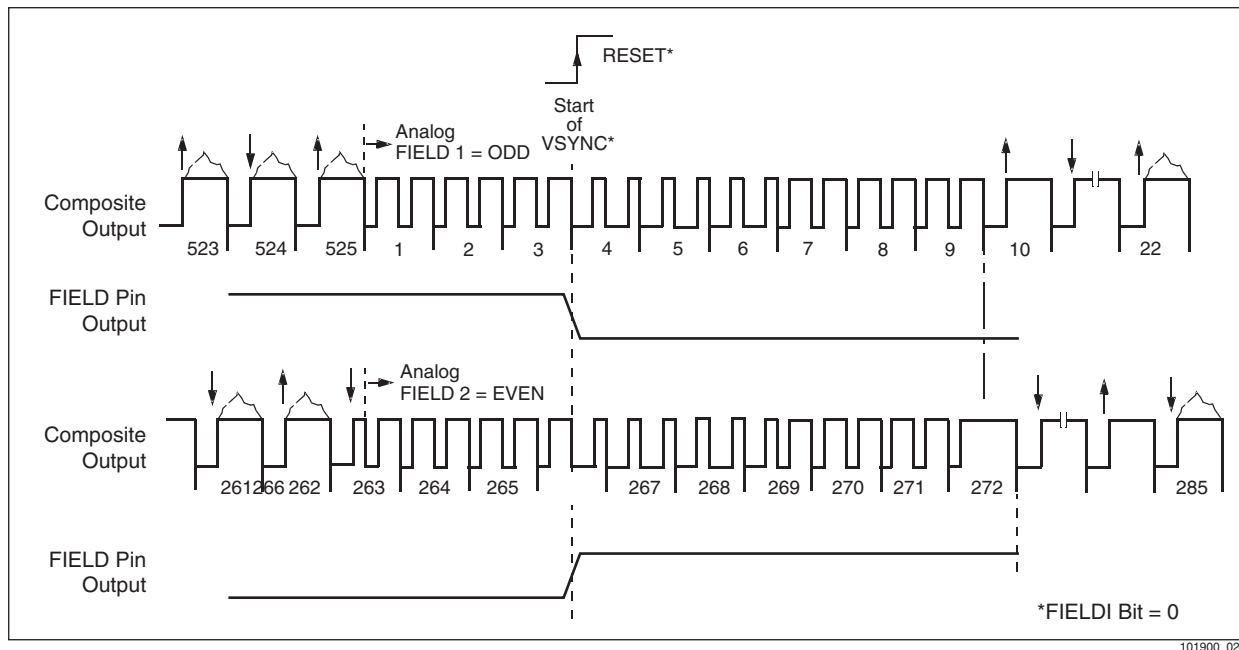 RESET*
Start
of
VSYNC*
Analog
FIELD 1 = ODD
Composite
Output
523 524 525 1 2 3 4 5 6 7 8 9 10 22
FIELD Pin
Output
Analog
FIELD 2 = EVEN
Composite
Output
261266 262 263 264 265 267 268 269 270 271 272 285
FIELD Pin
Output
*FIELDI Bit = 0
101900_02